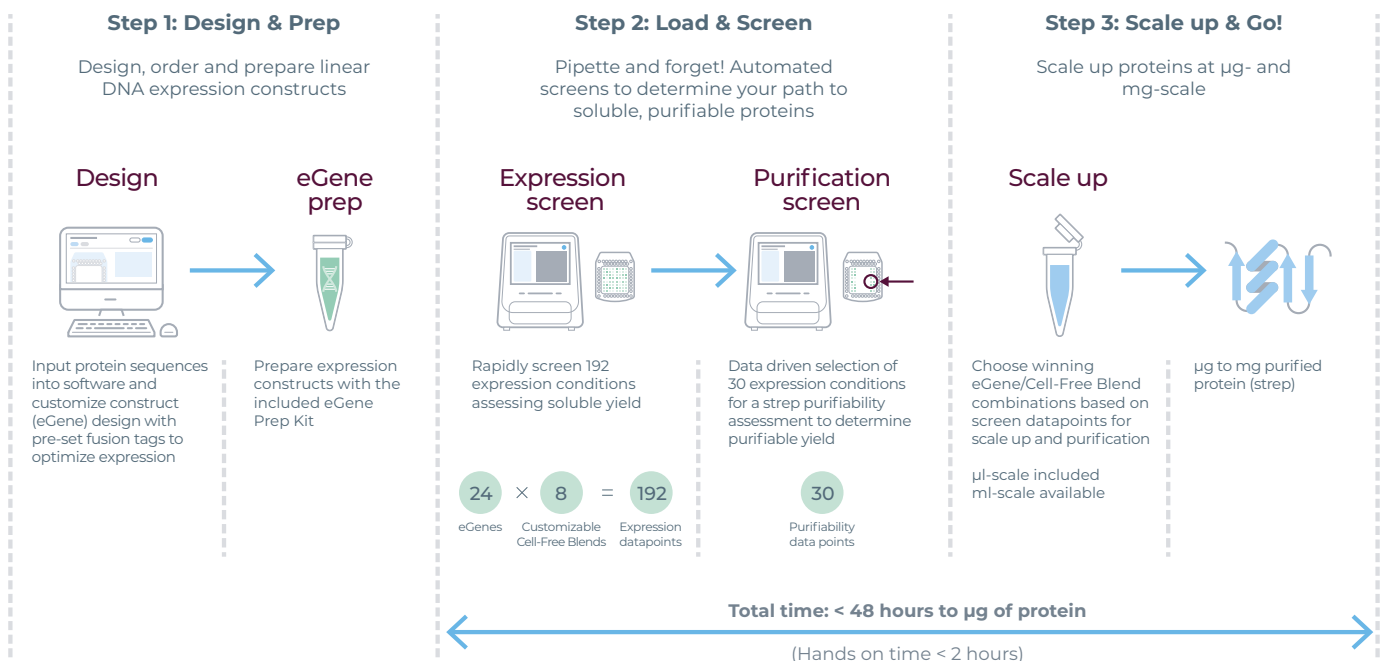 Step 1: Design & Prep
Design, order and prepare linear
DNA expression constructs
Design
eGene
prep
Input protein sequences
into software and
customize construct
(eGene) design with
pre-set fusion tags to
optimize expression
Prepare expression
constructs with the
included eGene
Prep Kit
Step 2: Load & Screen
Pipette and forget! Automated
screens to determine your path to
soluble, purifiable proteins
Expression
screen
Purification
screen
Rapidly screen 192
expression conditions
assessing soluble yield
24 × 8 = 192
eGenes
Customizable
Cell-Free Blends
Expression
datapoints
Data driven selection of
30 expression conditions
for a strep purifiability
assessment to determine
purifiable yield
30
Purifiability
data points
Step 3: Scale up & Go!
Scale up proteins at µg- and
mg-scale
Scale up
Choose winning
eGene/Cell-Free Blend
combinations based on
screen datapoints for
scale up and purification
µl-scale included
ml-scale available
µg to mg purified
protein (strep)
Total time: < 48 hours to µg of protein
(Hands on time < 2 hours)